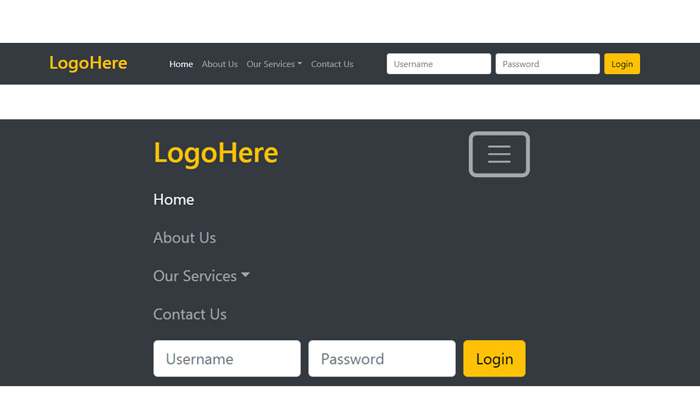 LogoHere Home About Us Our Services Contact Us Username Password Login
LogoHere
Home
About Us
Our Services
Contact Us
Username Password Login